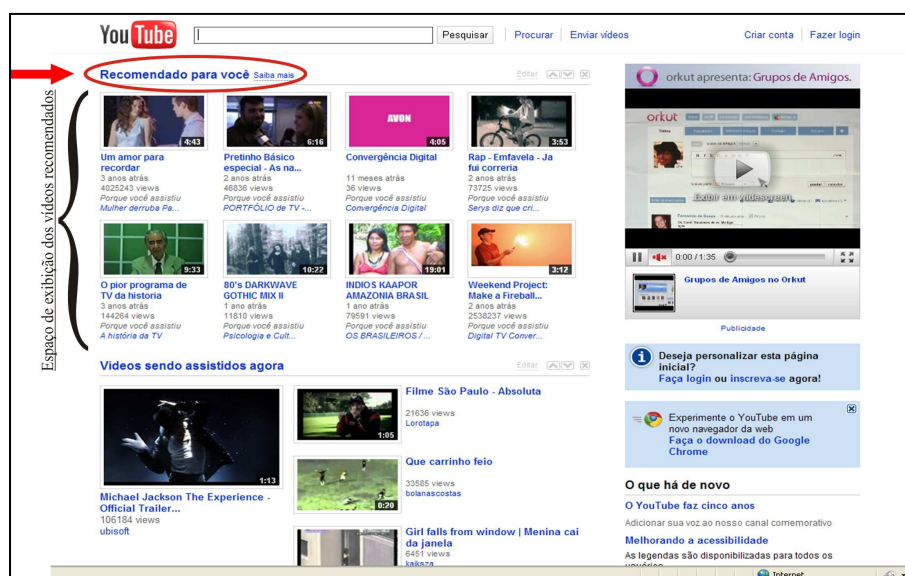 You Tube
Pesquisar
Procurar
Enviar vídeos
Criar conta
Fazer login
Recomendado para você Saiba mais
Editar
Espaço de exibição dos vídeos recomendados
4:43
Um amor para
recordar
3 anos atrás
4025243 views
Porque você assistiu
Mulher derruba Pa...
6:16
Pretinho Básico
especial - As na...
2 anos atrás
46836 views
Porque você assistiu
PORTFÓLIO de TV -...
AVON
4:05
Convergência Digital
11 meses atrás
36 views
Porque você assistiu
Convergência Digital
3:53
Rap - Emfavela - Ja
fui correria
2 anos atrás
73725 views
Porque você assistiu
Serys diz que cri...
9:33
O pior programa de
TV da historia
3 anos atrás
144264 views
Porque você assistiu
A história da TV
10:22
80's DARKWAVE
GOTHIC MIX II
1 ano atrás
11810 views
Porque você assistiu
Psicologia e Cult...
19:01
INDIOS KAAPOR
AMAZONIA BRASIL
1 ano atrás
79591 views
Porque você assistiu
OS BRASILEIROS / ...
3:12
Weekend Project:
Make a Fireball...
2 anos atrás
2538237 views
Porque você assistiu
Digital TV Conver...
Vídeos sendo assistidos agora
Editar
1:13
Michael Jackson The Experience -
Official Trailer...
106184 views
ubisoft
1:05
Filme São Paulo - Absoluta
21636 views
Lorotapa
0:20
Que carrinho feio
33585 views
bolanascostas
Girl falls from window | Menina cai
da janela
6451 views
kaiksza
orkut apresenta: Grupos de Amigos.
orkut
Exibir em widescreen
0:00 / 1:35
Grupos de Amigos no Orkut
Publicidade
Deseja personalizar esta página
inicial?
Faça login ou inscreva-se agora!
Experimente o YouTube em um
novo navegador da web
Faça o download do Google
Chrome
O que há de novo
O YouTube faz cinco anos
Adicionar sua voz ao nosso canal comemorativo
Melhorando a acessibilidade
As legendas são disponibilizadas para todos os
usuários
Internet